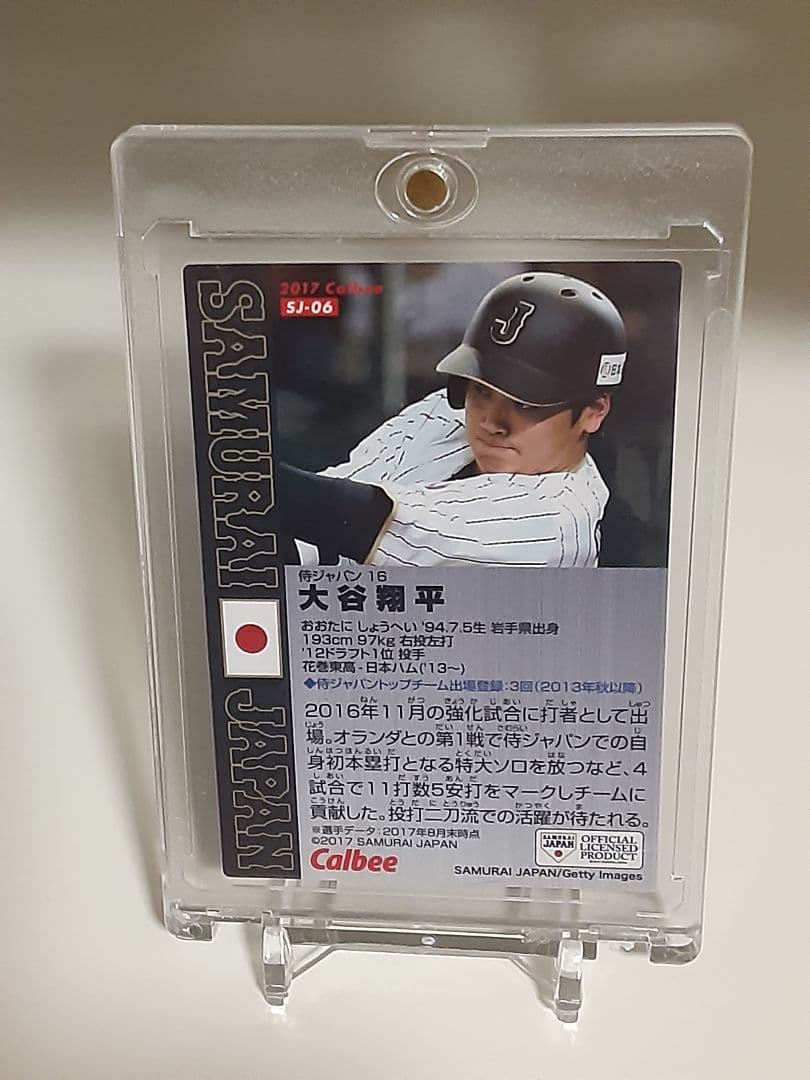 2017 Calbee
SJ-06
SAMURAI
JAPAN
J
侍ジャパン 16
大谷翔平
おおたに しょうへい '94.7.5生 岩手県出身
193cm 97kg 右投左打
'12ドラフト1位 投手
花巻東高-日本ハム('13～)
◆侍ジャパントップチーム出場登録:3回(2013年秋以降)
2016年11月の強化試合に打者として出
場。オランダとの第1戦で侍ジャパンでの自
身初本塁打となる特大ソロを放つなど、4
試合で11打数5安打をマークしチームに
貢献した。投打二刀流での活躍が待たれる。
※選手データ:2017年8月末時点
©2017 SAMURAI JAPAN
Calbee
SAMURAI
JAPAN
OFFICIAL
LICENSED
PRODUCT
SAMURAI JAPAN/Getty Images